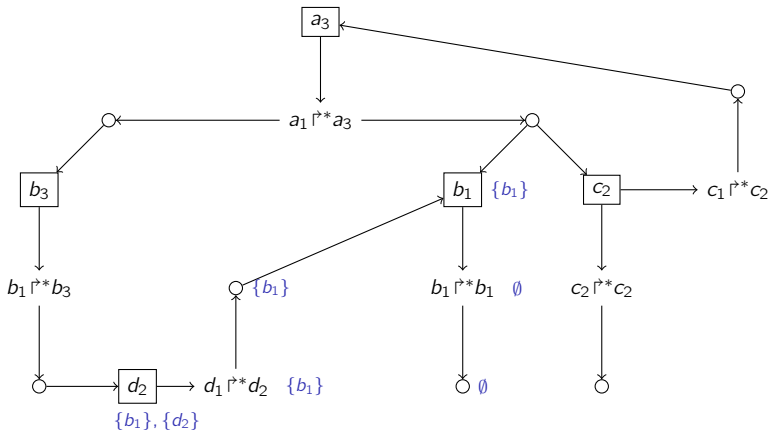 a₃
a₁ ↱* a₃
b₃ b₁ {b₁} c₂ c₁ ↱* c₂
b₁ ↱* b₃ {b₁} b₁ ↱* b₁ ∅ c₂ ↱* c₂
d₂ d₁ ↱* d₂ {b₁} ∅
{b₁}, {d₂}